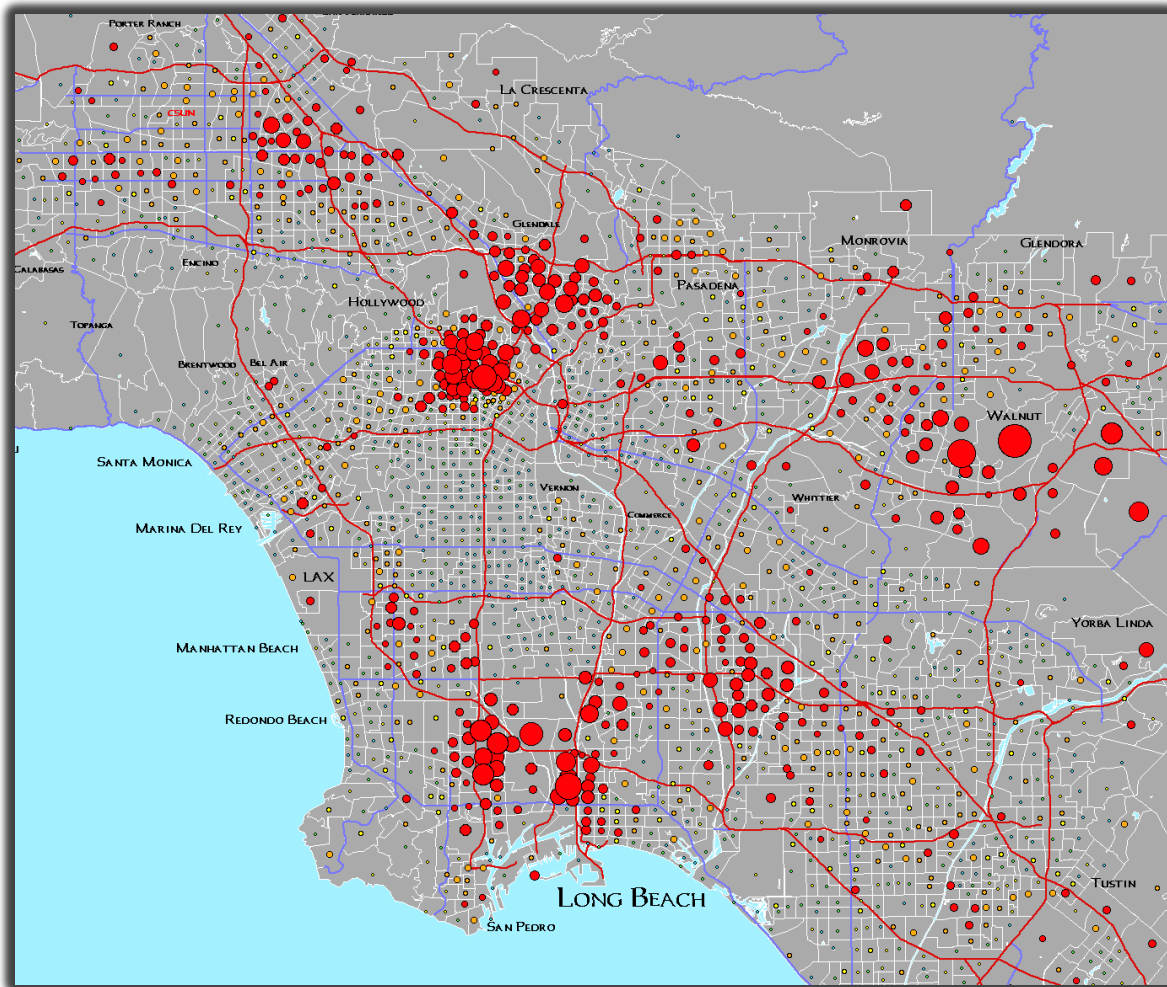 PORTER RANCH
LA CRESCENTA
CSUN
GLENDALE
MONROVIA
GLENDORA
ENCINO
CALABASAS
PASADENA
HOLLYWOOD
TOPANGA
BRENTWOOD
BEL AIR
WALNUT
SANTA MONICA
VERNON
WHITTIER
COMMERCE
MARINA DEL REY
LAX
YORBA LINDA
MANHATTAN BEACH
REDONDO BEACH
TUSTIN
LONG BEACH
SAN PEDRO